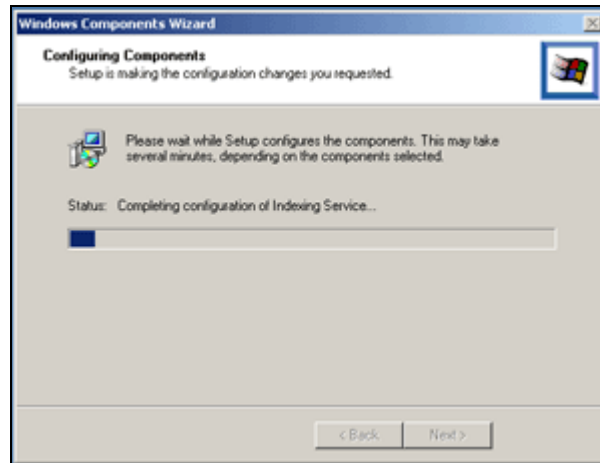 Windows Components Wizard
Configuring Components
Setup is making the configuration changes you requested.
Please wait while Setup configures the components. This may take
several minutes, depending on the components selected.
Status: Completing configuration of Indexing Service...
< Back Next >